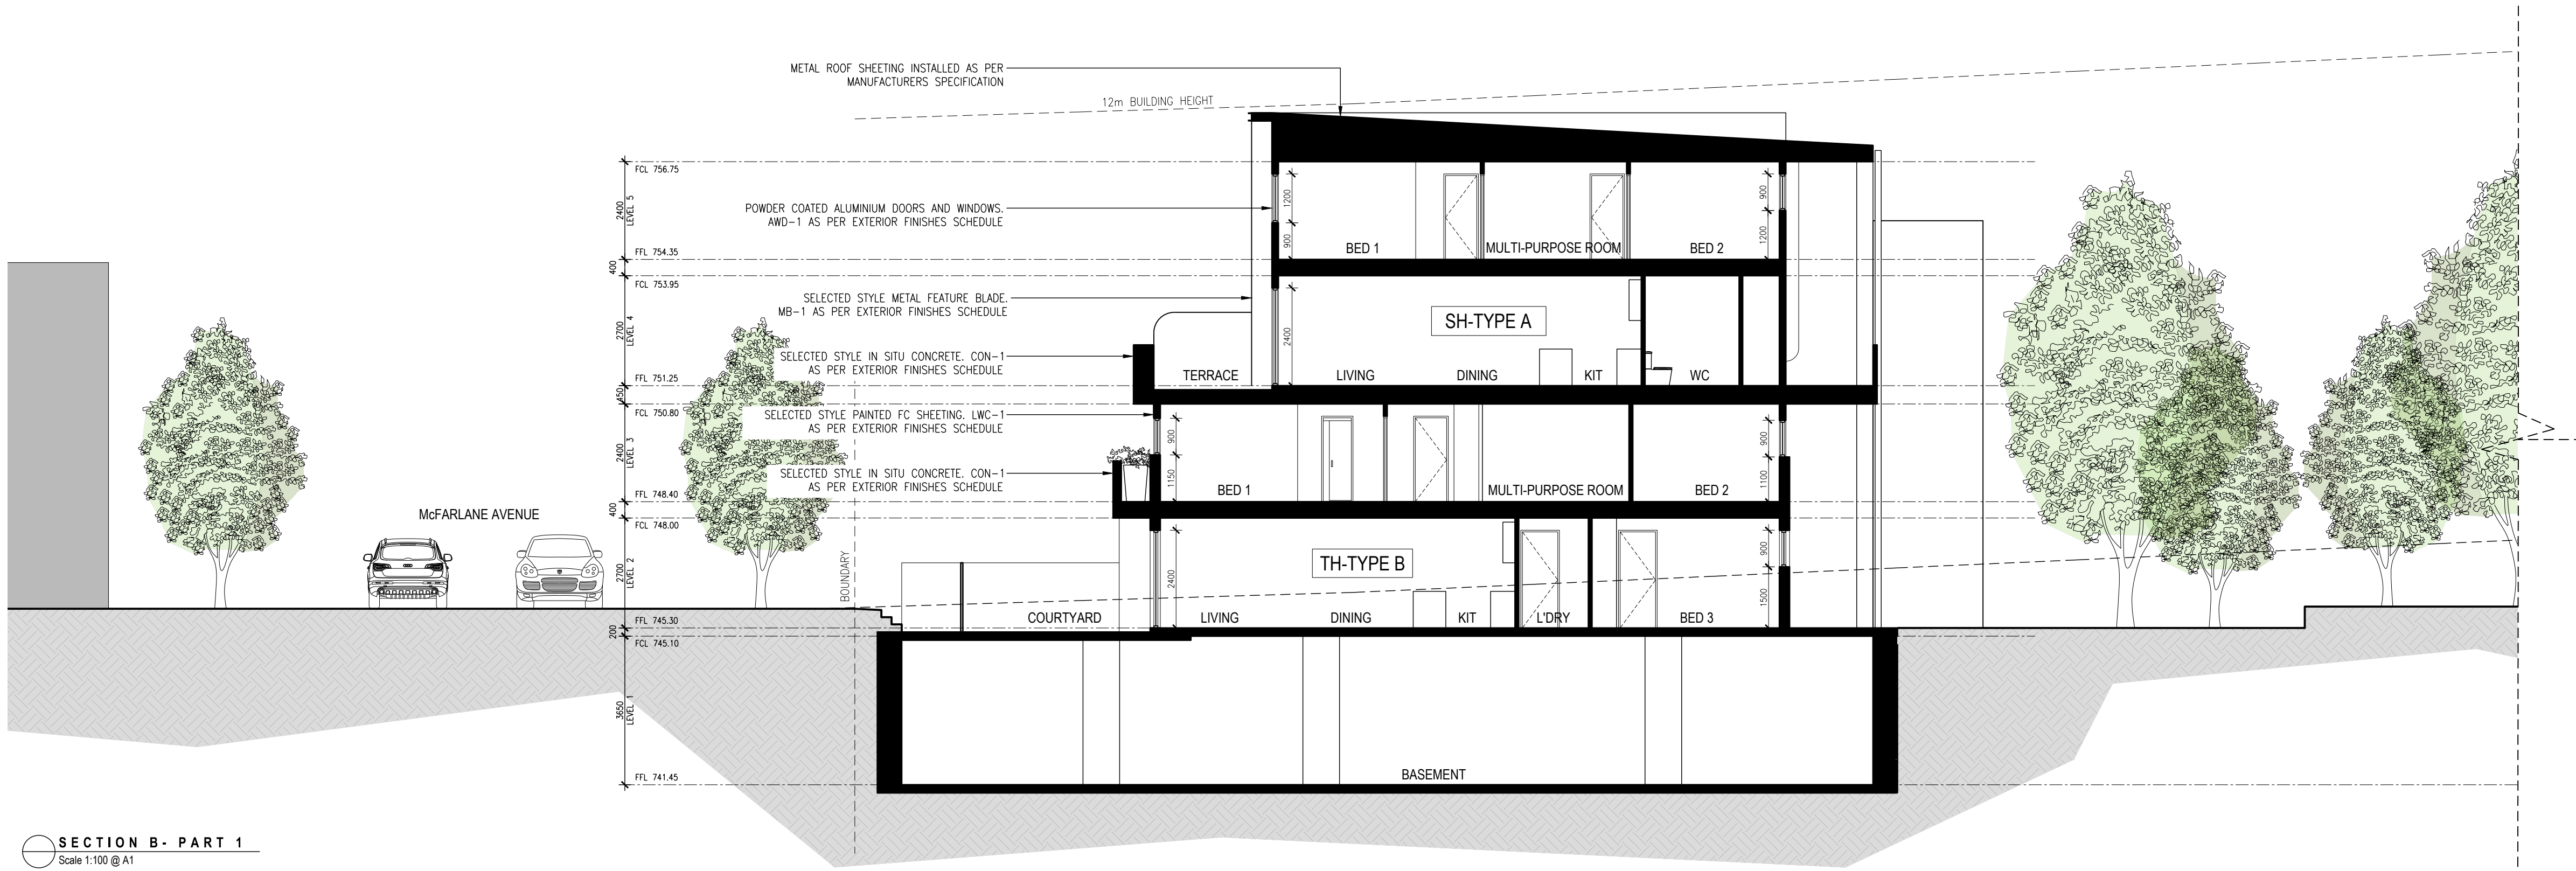 METAL ROOF SHEETING INSTALLED AS PER
MANUFACTURERS SPECIFICATION
12m BUILDING HEIGHT
FCL 756.75
2400
LEVEL 5
POWDER COATED ALUMINIUM DOORS AND WINDOWS.
AWD-1 AS PER EXTERIOR FINISHES SCHEDULE
1200
900
900
1200
BED 1
MULTI-PURPOSE ROOM
BED 2
FFL 754.35
400
FCL 753.95
SELECTED STYLE METAL FEATURE BLADE.
MB-1 AS PER EXTERIOR FINISHES SCHEDULE
2700
LEVEL 4
2400
SH-TYPE A
SELECTED STYLE IN SITU CONCRETE. CON-1
AS PER EXTERIOR FINISHES SCHEDULE
TERRACE
LIVING
DINING
KIT
WC
FFL 751.25
450
FCL 750.80
SELECTED STYLE PAINTED FC SHEETING. LWC-1
AS PER EXTERIOR FINISHES SCHEDULE
2400
LEVEL 3
900
1150
900
1100
SELECTED STYLE IN SITU CONCRETE. CON-1
AS PER EXTERIOR FINISHES SCHEDULE
BED 1
MULTI-PURPOSE ROOM
BED 2
FFL 748.40
400
McFARLANE AVENUE
FCL 748.00
2700
LEVEL 2
BOUNDARY
2400
TH-TYPE B
900
1500
COURTYARD
LIVING
DINING
KIT
L'DRY
BED 3
FFL 745.30
200
FCL 745.10
3650
LEVEL 1
FFL 741.45
BASEMENT
SECTION B- PART 1
Scale 1:100 @ A1